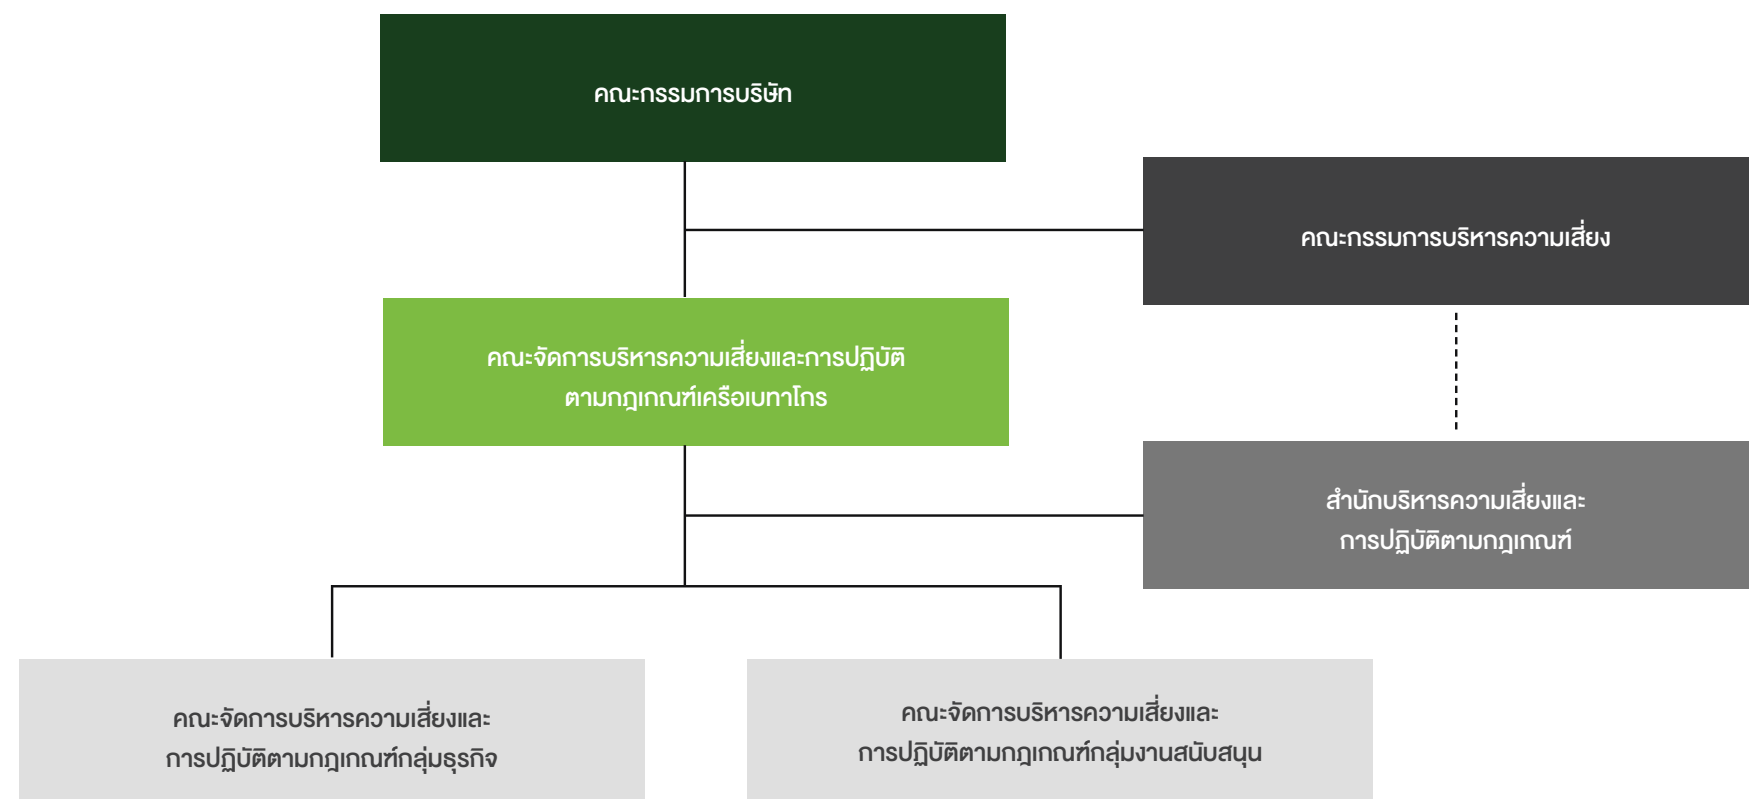 คณะกรรมการบริษัท
คณะกรรมการบริหารความเสี่ยง
คณะจัดการบริหารความเสี่ยงและการปฏิบัติ
ตามกฎเกณฑ์เครือเบทาโกร
สำนักบริหารความเสี่ยงและ
การปฏิบัติตามกฎเกณฑ์
คณะจัดการบริหารความเสี่ยงและ
การปฏิบัติตามกฎเกณฑ์กลุ่มธุรกิจ
คณะจัดการบริหารความเสี่ยงและ
การปฏิบัติตามกฎเกณฑ์กลุ่มงานสนับสนุน